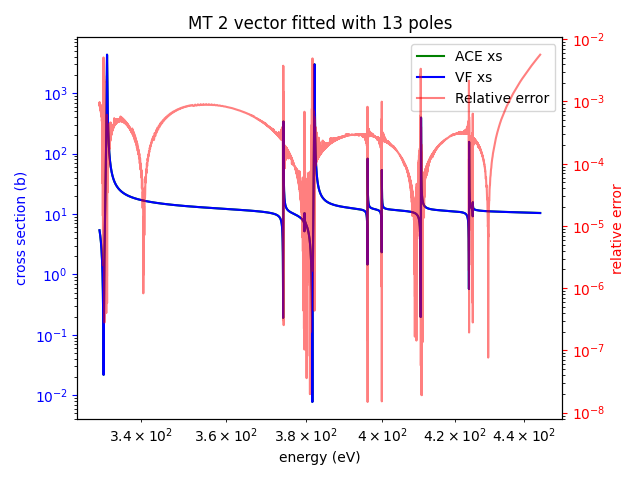 MT 2 vector fitted with 13 poles
ACE xs
VF xs
Relative error
cross section (b)
10³
10²
10¹
10⁰
10⁻¹
10⁻²
relative error
10⁻²
10⁻³
10⁻⁴
10⁻⁵
10⁻⁶
10⁻⁷
10⁻⁸
3.4 × 10² 3.6 × 10² 3.8 × 10² 4 × 10² 4.2 × 10² 4.4 × 10²
energy (eV)